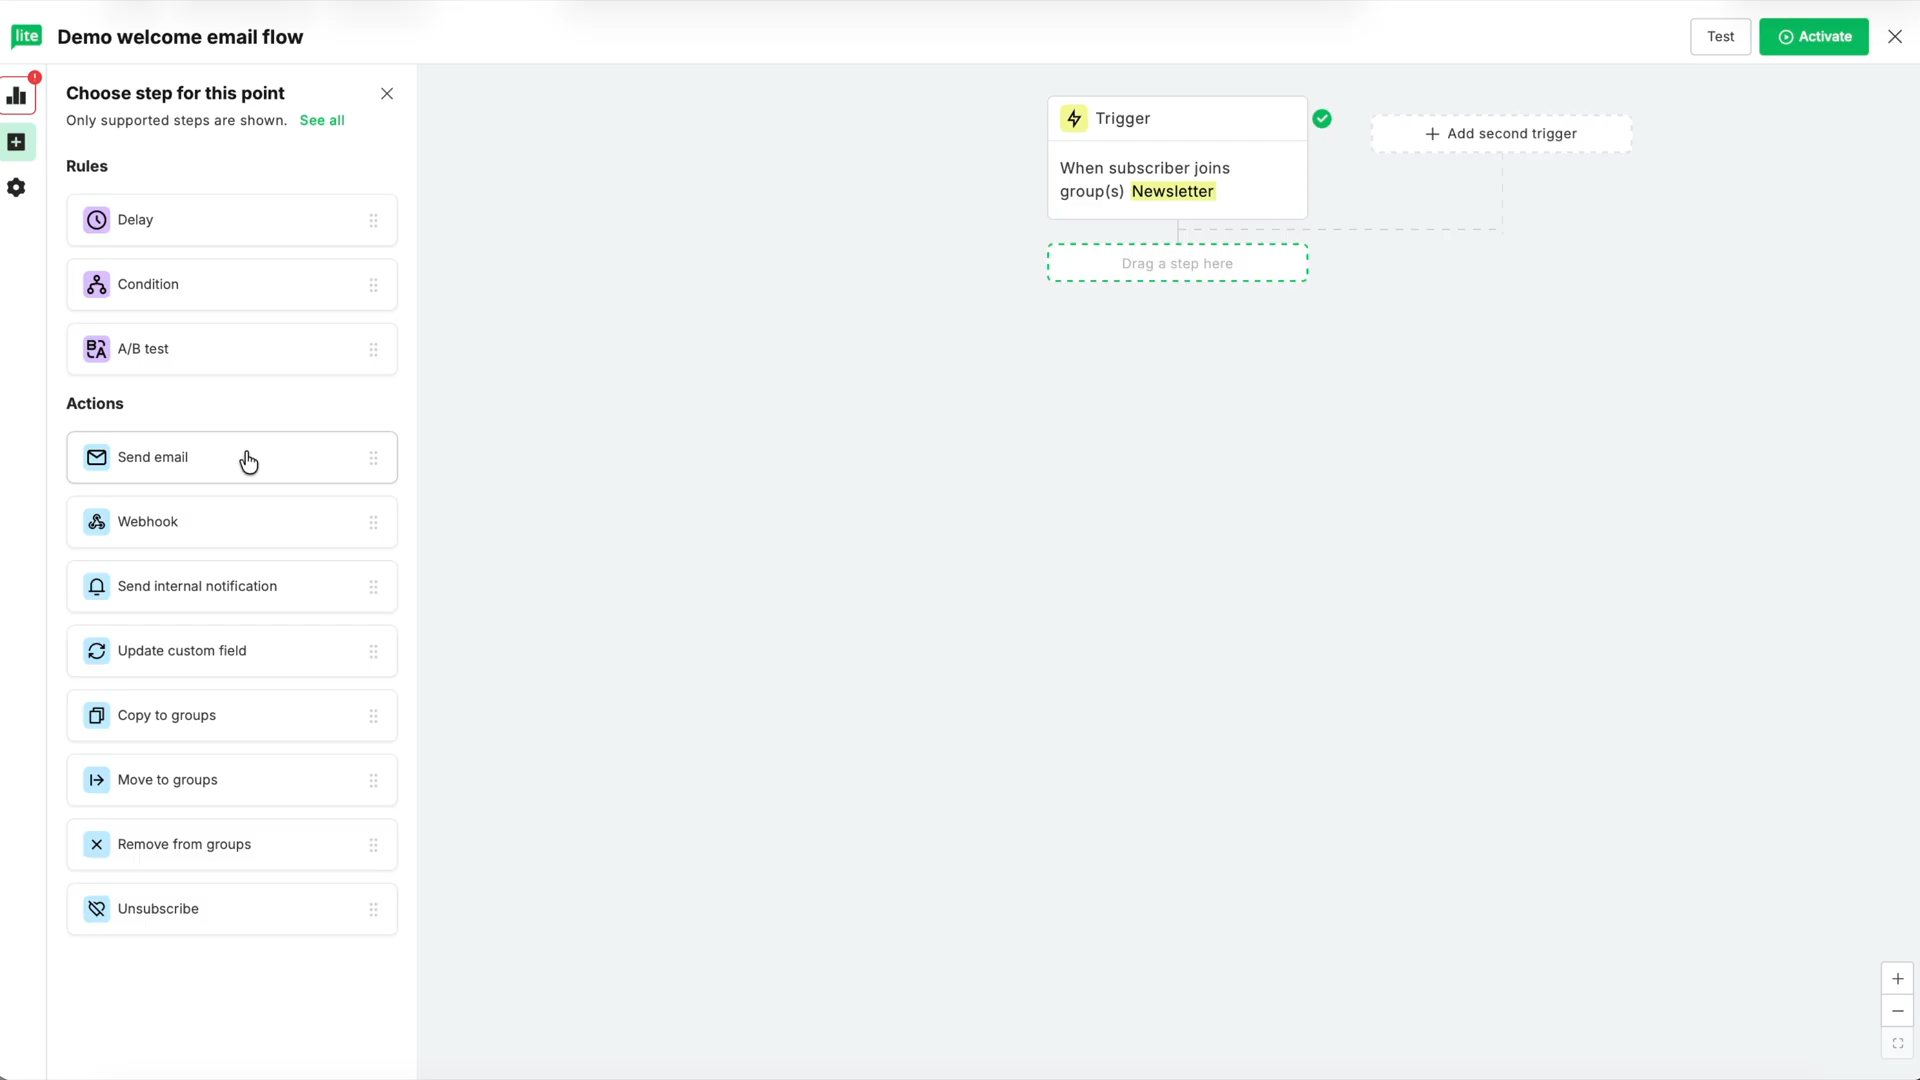 lite
Demo welcome email flow
Test
Activate
Choose step for this point
Only supported steps are shown. See all
Rules
Delay
Condition
A/B test
Actions
Send email
Webhook
Send internal notification
Update custom field
Copy to groups
Move to groups
Remove from groups
Unsubscribe
Trigger
When subscriber joins
group(s) Newsletter
Add second trigger
Drag a step here